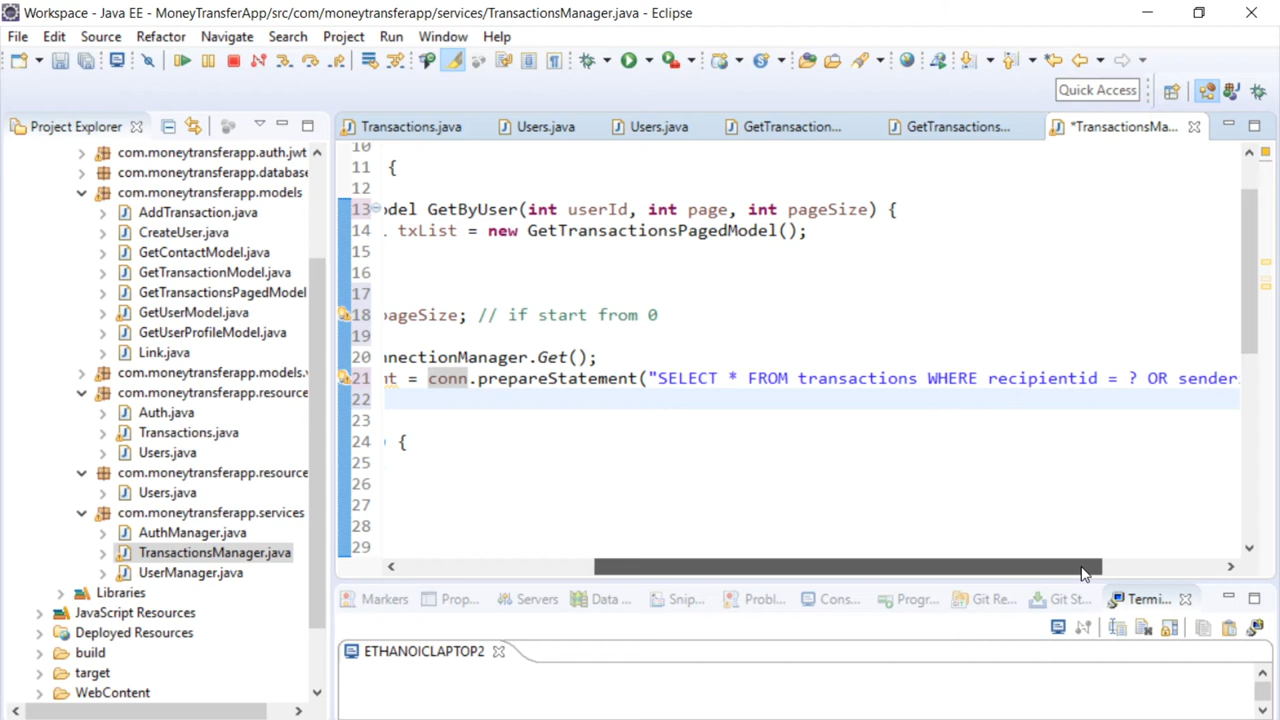 Workspace - Java EE - MoneyTransferApp/src/com/moneytransferapp/services/TransactionsManager.java - Eclipse
File Edit Source Refactor Navigate Search Project Run Window Help
Quick Access
Project Explorer
Transactions.java Users.java Users.java GetTransaction... GetTransactions... *TransactionsMa...
com.moneytransferapp.auth.jwt
com.moneytransferapp.database
com.moneytransferapp.models
AddTransaction.java
CreateUser.java
GetContactModel.java
GetTransactionModel.java
GetTransactionsPagedModel
GetUserModel.java
GetUserProfileModel.java
Link.java
com.moneytransferapp.models.
com.moneytransferapp.resource
Auth.java
Transactions.java
Users.java
com.moneytransferapp.resource
Users.java
com.moneytransferapp.services
AuthManager.java
TransactionsManager.java
UserManager.java
Libraries
JavaScript Resources
Deployed Resources
build
target
WebContent
10
11 {
12
13 odel GetByUser(int userId, int page, int pageSize) {
14 l txList = new GetTransactionsPagedModel();
15
16
17
18 pageSize; // if start from 0
19
20 nnectionManager.Get();
21 nt = conn.prepareStatement("SELECT * FROM transactions WHERE recipientid = ? OR sender
22
23
24 ) {
25
26
27
28
29
Markers Prop... Servers Data ... Snip... Probl... Cons... Progr... Git Re... Git St... Termi...
ETHANOICLAPTOP2